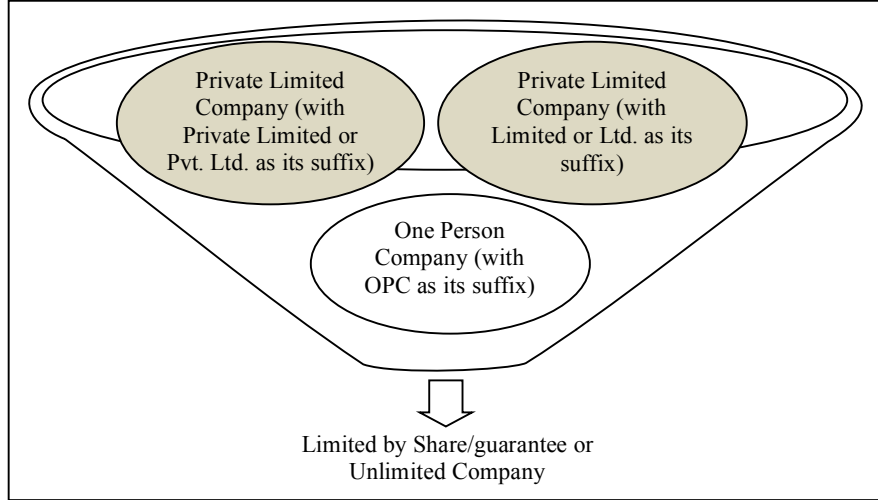 Private Limited
Company (with
Private Limited or
Pvt. Ltd. as its suffix)
Private Limited
Company (with
Limited or Ltd. as its
suffix)
One Person
Company (with
OPC as its suffix)
Limited by Share/guarantee or
Unlimited Company